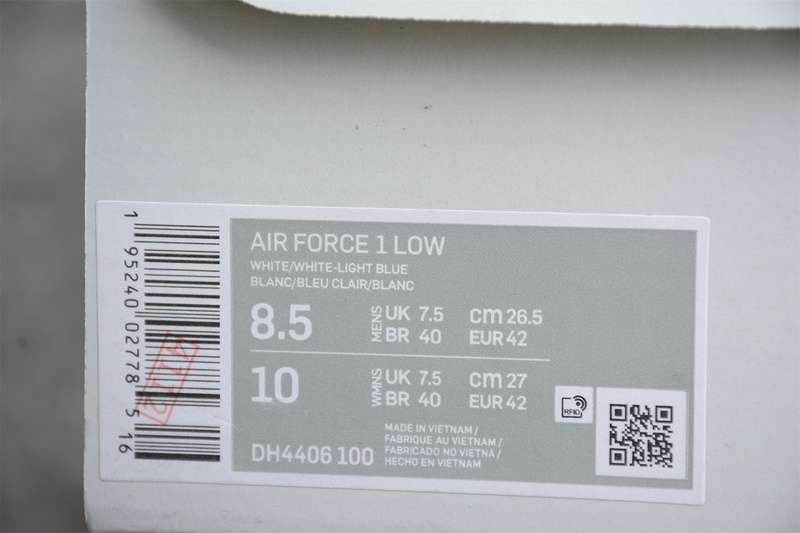 1 95240 02778 5 16
AIR FORCE 1 LOW
WHITE/WHITE-LIGHT BLUE
BLANC/BLEU CLAIR/BLANC
8.5 MENS UK 7.5 cm 26.5
BR 40 EUR 42
10 WMNS UK 7.5 cm 27
BR 40 EUR 42
RFID
DH4406 100
MADE IN VIETNAM /
FABRIQUE AU VIETNAM /
FABRICADO NO VIETNA /
HECHO EN VIETNAM